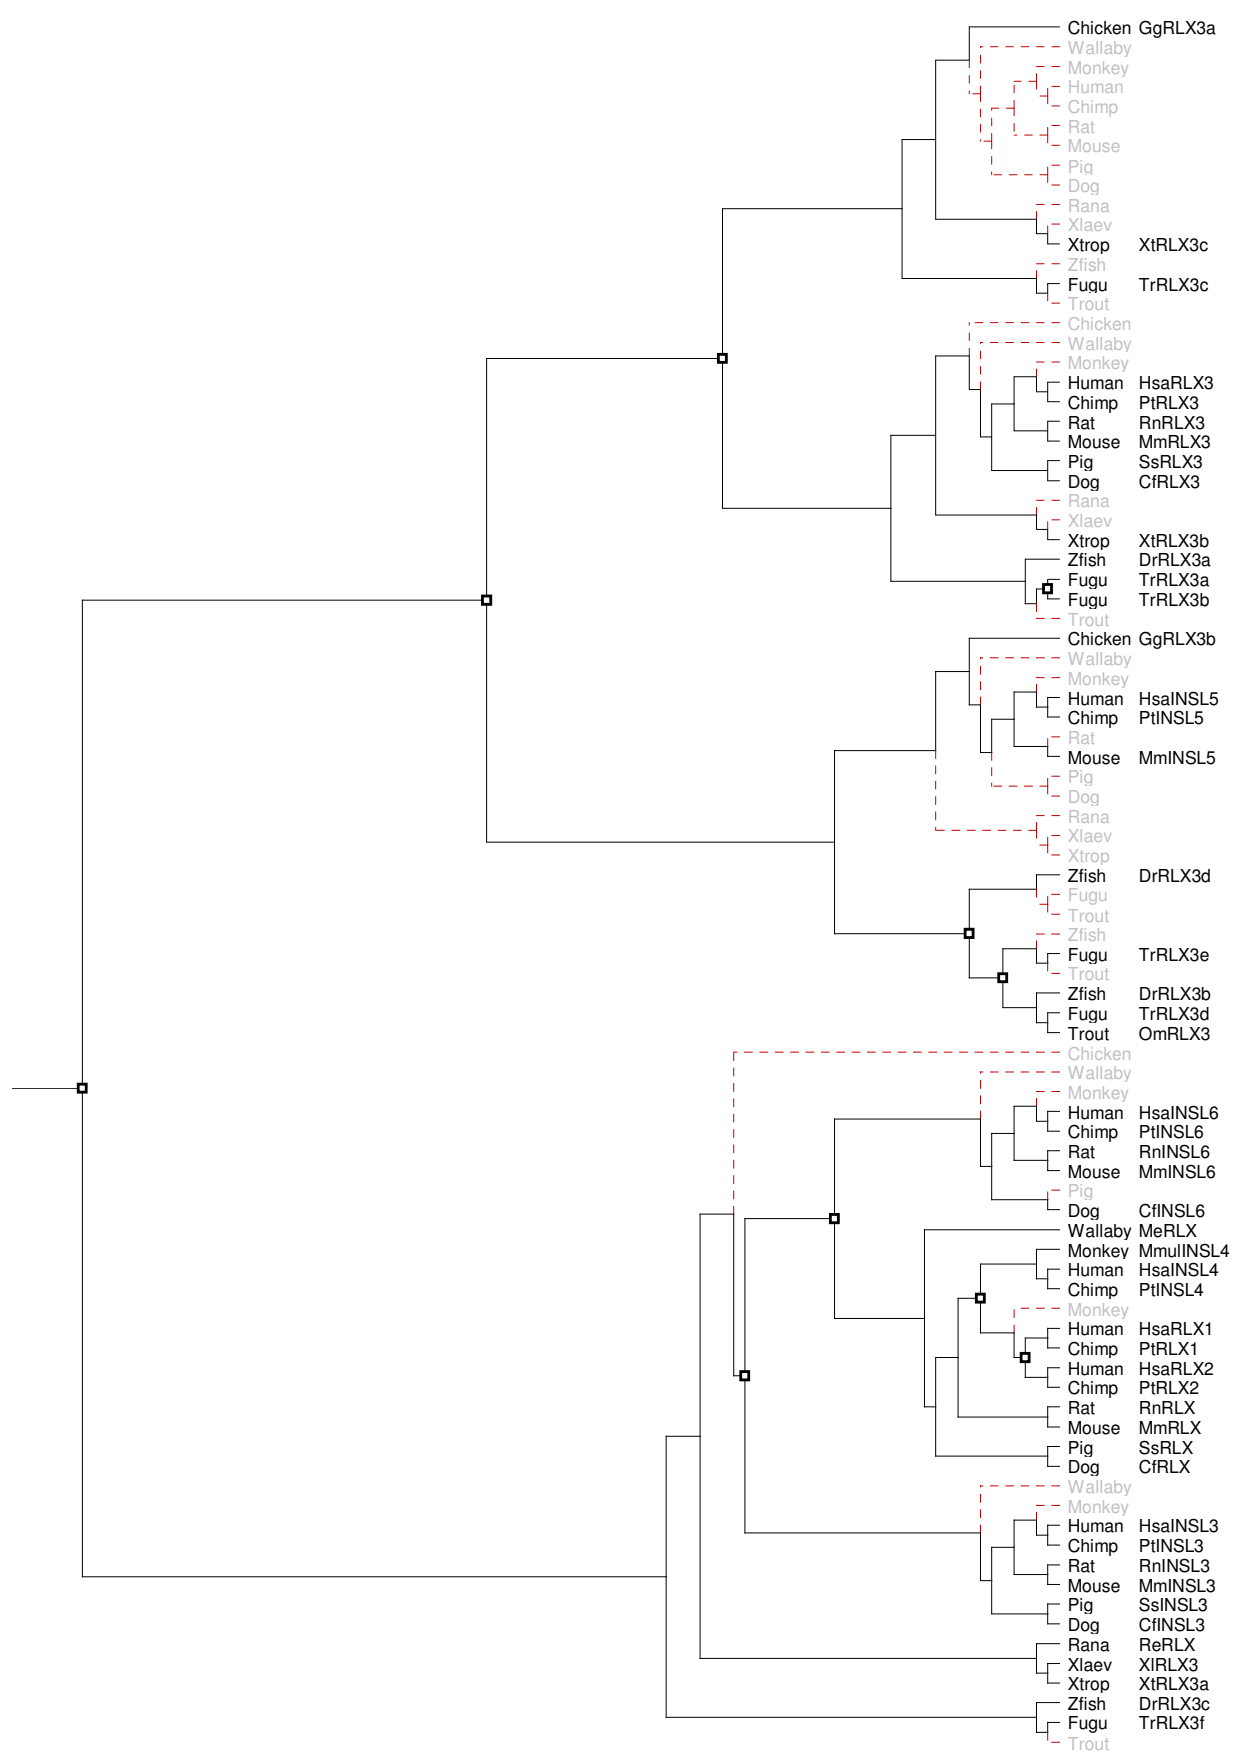 Chicken GgRLX3a
Wallaby
Monkey
Human
Chimp
Rat
Mouse
Pig
Dog
Rana
Xlaev
Xtrop XtRLX3c
Zfish
Fugu TrRLX3c
Trout
Chicken
Wallaby
Monkey
Human HsaRLX3
Chimp PtRLX3
Rat RnRLX3
Mouse MmRLX3
Pig SsRLX3
Dog CfRLX3
Rana
Xlaev
Xtrop XtRLX3b
Zfish DrRLX3a
Fugu TrRLX3a
Fugu TrRLX3b
Trout
Chicken GgRLX3b
Wallaby
Monkey
Human HsaINSL5
Chimp PtINSL5
Rat
Mouse MmINSL5
Pig
Dog
Rana
Xlaev
Xtrop
Zfish DrRLX3d
Fugu
Trout
Zfish
Fugu TrRLX3e
Trout
Zfish DrRLX3b
Fugu TrRLX3d
Trout OmRLX3
Chicken
Wallaby
Monkey
Human HsaINSL6
Chimp PtINSL6
Rat RnINSL6
Mouse MmINSL6
Pig
Dog CfINSL6
Wallaby MeRLX
Monkey MmulINSL4
Human HsaINSL4
Chimp PtINSL4
Monkey
Human HsaRLX1
Chimp PtRLX1
Human HsaRLX2
Chimp PtRLX2
Rat RnRLX
Mouse MmRLX
Pig SsRLX
Dog CfRLX
Wallaby
Monkey
Human HsaINSL3
Chimp PtINSL3
Rat RnINSL3
Mouse MmINSL3
Pig SsINSL3
Dog CfINSL3
Rana ReRLX
Xlaev XlRLX3
Xtrop XtRLX3a
Zfish DrRLX3c
Fugu TrRLX3f
Trout